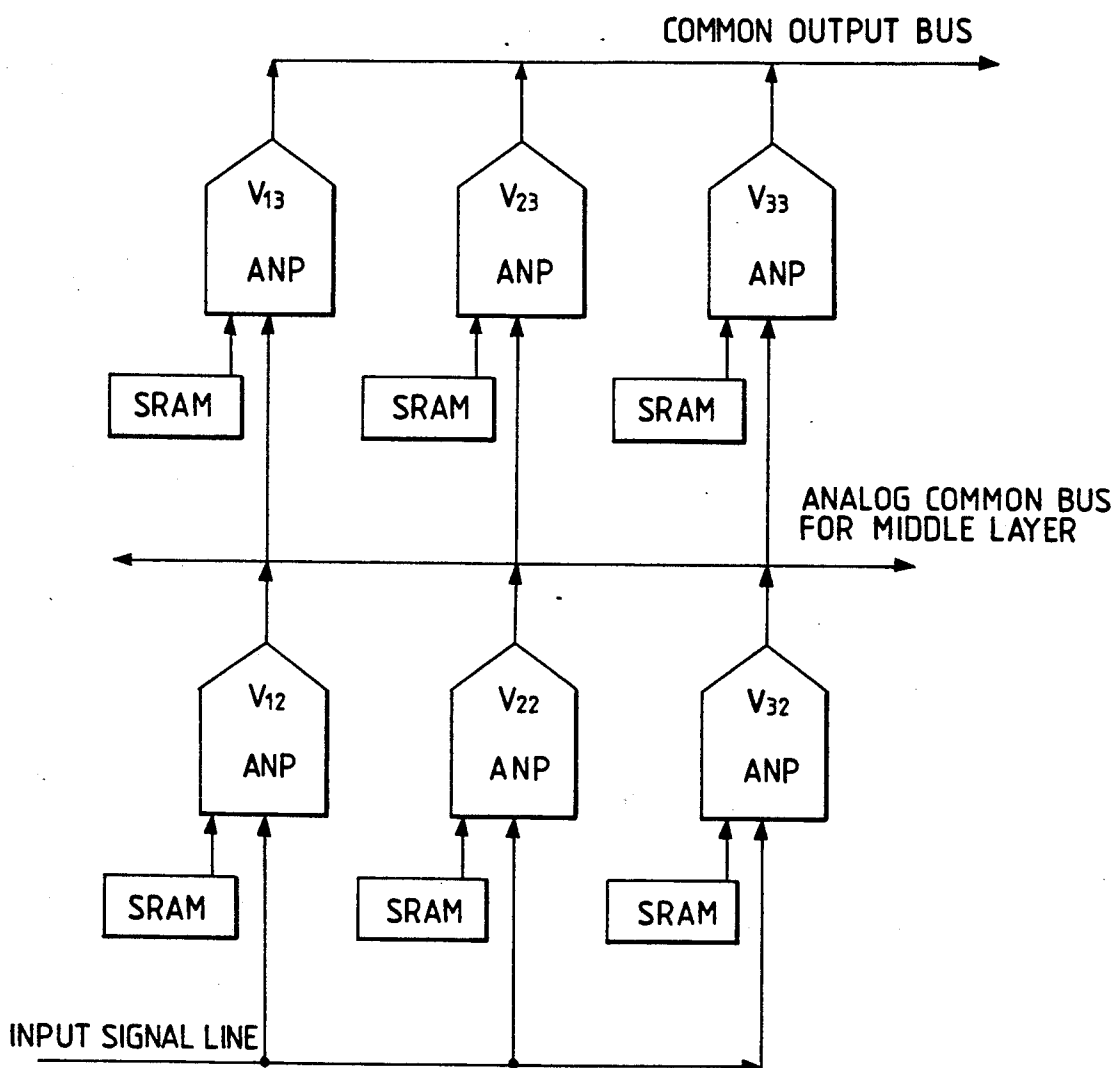 COMMON OUTPUT BUS
V13 V23 V33
ANP ANP ANP
SRAM SRAM SRAM
ANALOG COMMON BUS
FOR MIDDLE LAYER
V12 V22 V32
ANP ANP ANP
SRAM SRAM SRAM
INPUT SIGNAL LINE